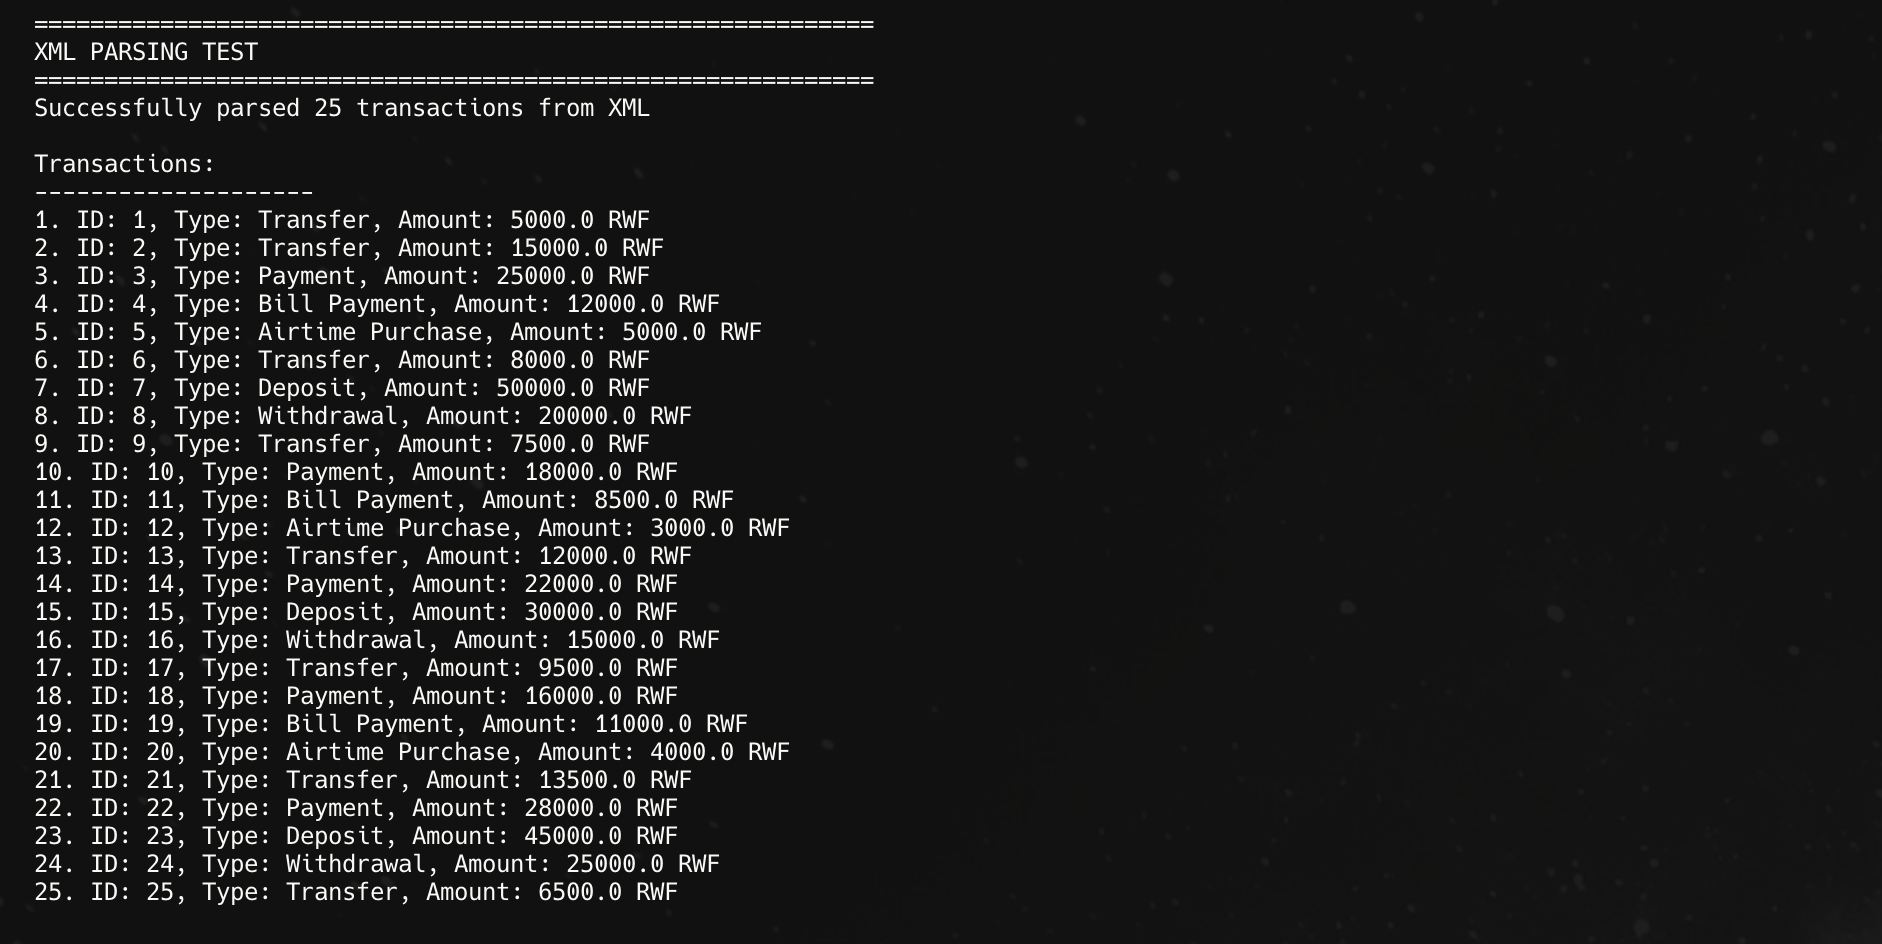 ============================================================
XML PARSING TEST
============================================================
Successfully parsed 25 transactions from XML
Transactions:
--------------------
1. ID: 1, Type: Transfer, Amount: 5000.0 RWF
2. ID: 2, Type: Transfer, Amount: 15000.0 RWF
3. ID: 3, Type: Payment, Amount: 25000.0 RWF
4. ID: 4, Type: Bill Payment, Amount: 12000.0 RWF
5. ID: 5, Type: Airtime Purchase, Amount: 5000.0 RWF
6. ID: 6, Type: Transfer, Amount: 8000.0 RWF
7. ID: 7, Type: Deposit, Amount: 50000.0 RWF
8. ID: 8, Type: Withdrawal, Amount: 20000.0 RWF
9. ID: 9, Type: Transfer, Amount: 7500.0 RWF
10. ID: 10, Type: Payment, Amount: 18000.0 RWF
11. ID: 11, Type: Bill Payment, Amount: 8500.0 RWF
12. ID: 12, Type: Airtime Purchase, Amount: 3000.0 RWF
13. ID: 13, Type: Transfer, Amount: 12000.0 RWF
14. ID: 14, Type: Payment, Amount: 22000.0 RWF
15. ID: 15, Type: Deposit, Amount: 30000.0 RWF
16. ID: 16, Type: Withdrawal, Amount: 15000.0 RWF
17. ID: 17, Type: Transfer, Amount: 9500.0 RWF
18. ID: 18, Type: Payment, Amount: 16000.0 RWF
19. ID: 19, Type: Bill Payment, Amount: 11000.0 RWF
20. ID: 20, Type: Airtime Purchase, Amount: 4000.0 RWF
21. ID: 21, Type: Transfer, Amount: 13500.0 RWF
22. ID: 22, Type: Payment, Amount: 28000.0 RWF
23. ID: 23, Type: Deposit, Amount: 45000.0 RWF
24. ID: 24, Type: Withdrawal, Amount: 25000.0 RWF
25. ID: 25, Type: Transfer, Amount: 6500.0 RWF